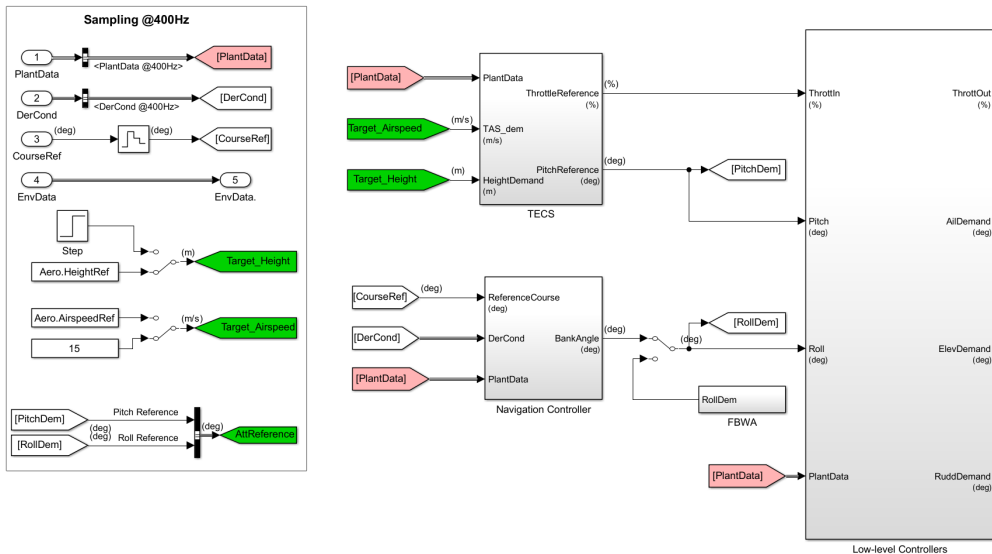 Sampling @400Hz
1
PlantData
<PlantData @400Hz>
[PlantData]
2
DerCond
<DerCond @400Hz>
[DerCond]
3
CourseRef
(deg)
(deg)
[CourseRef]
4
EnvData
5
EnvData.
Step
Aero.HeightRef
(m)
Target_Height
Aero.AirspeedRef
15
(m/s)
Target_Airspeed
[PitchDem]
Pitch Reference
(deg)
[RollDem]
(deg)
Roll Reference
(deg)
AttReference
[PlantData]
Target_Airspeed
(m/s)
Target_Height
(m)
PlantData
ThrottleReference
(%)
TAS_dem
(m/s)
PitchReference
(deg)
HeightDemand
(m)
TECS
(%)
(deg)
[PitchDem]
[CourseRef]
(deg)
[DerCond]
[PlantData]
ReferenceCourse
(deg)
DerCond
BankAngle
(deg)
PlantData
Navigation Controller
(deg)
(deg)
[RollDem]
RollDem
FBWA
[PlantData]
ThrottIn
(%)
ThrottOut
(%)
Pitch
(deg)
AilDemand
(deg)
Roll
(deg)
ElevDemand
(deg)
PlantData
RuddDemand
(deg)
Low-level Controllers